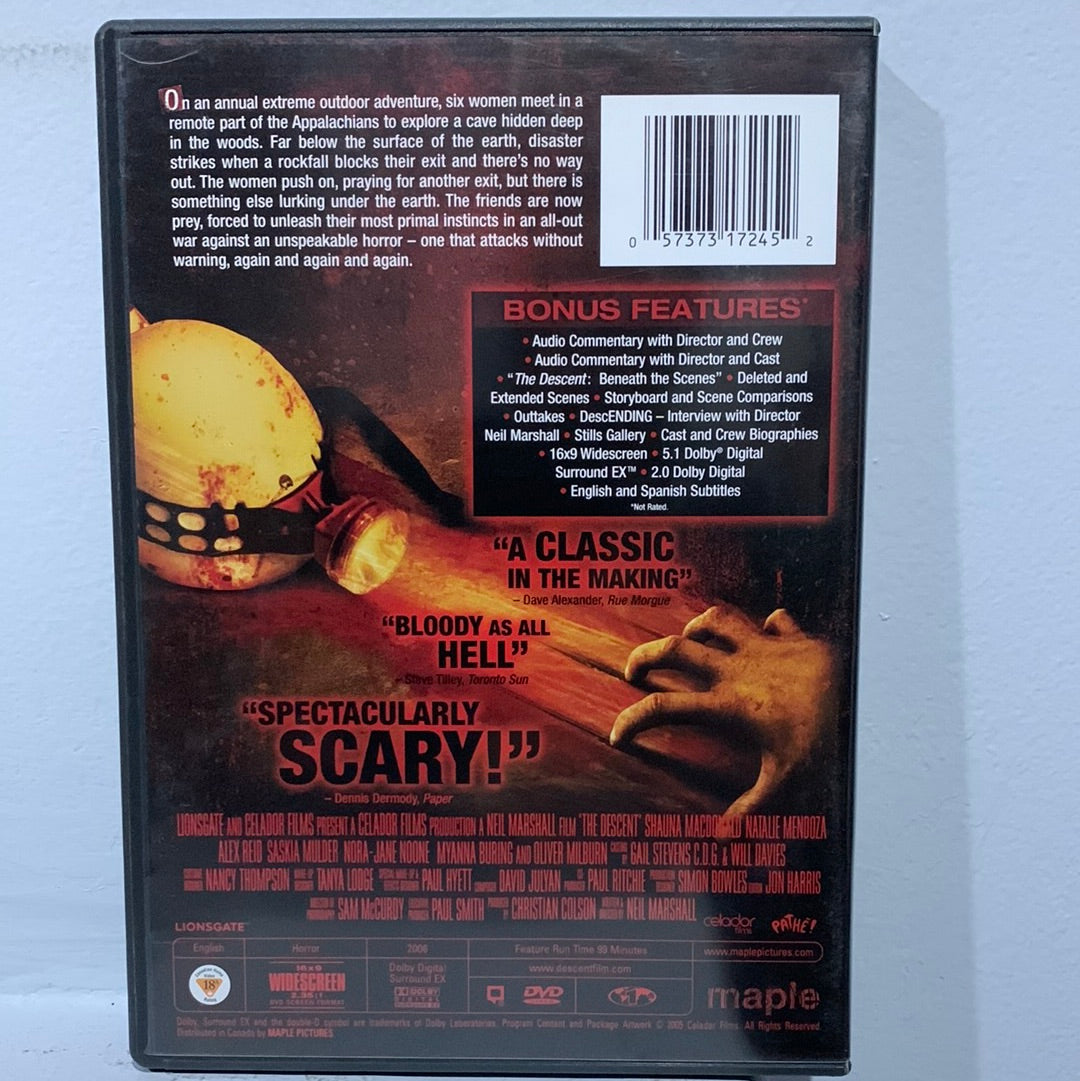 On an annual extreme outdoor adventure, six women meet in a
remote part of the Appalachians to explore a cave hidden deep
in the woods. Far below the surface of the earth, disaster
strikes when a rockfall blocks their exit and there's no way
out. The women push on, praying for another exit, but there is
something else lurking under the earth. The friends are now
prey, forced to unleash their most primal instincts in an all-out
war against an unspeakable horror – one that attacks without
warning, again and again and again.
0 57373 17245 2
BONUS FEATURES*
• Audio Commentary with Director and Crew
• Audio Commentary with Director and Cast
• "The Descent: Beneath the Scenes" • Deleted and
Extended Scenes • Storyboard and Scene Comparisons
• Outtakes • DescENDING – Interview with Director
Neil Marshall • Stills Gallery • Cast and Crew Biographies
• 16x9 Widescreen • 5.1 Dolby® Digital
Surround EX™ • 2.0 Dolby Digital
• English and Spanish Subtitles
*Not Rated.
"A CLASSIC
IN THE MAKING"
– Dave Alexander, Rue Morgue
"BLOODY AS ALL
HELL"
– Steve Tilley, Toronto Sun
"SPECTACULARLY
SCARY!"
– Dennis Dermody, Paper
LIONSGATE AND CELADOR FILMS PRESENT A CELADOR FILMS PRODUCTION A NEIL MARSHALL FILM "THE DESCENT" SHAUNA MACDONALD NATALIE MENDOZA
ALEX REID SASKIA MULDER NORA-JANE NOONE MYANNA BURING AND OLIVER MILBURN CASTING BY GAIL STEVENS C.D.G. & WILL DAVIES
NANCY THOMPSON TANYA LODGE PAUL HYETT DAVID JULYAN PAUL RITCHIE SIMON BOWLES JON HARRIS
SAM McCURDY PAUL SMITH CHRISTIAN COLSON NEIL MARSHALL
celador films
PATHÉ!
LIONSGATE
English
Horror
2006
Feature Run Time 99 Minutes
www.maplepictures.com
18
16x9
WIDESCREEN
2.35:1
DVD SCREEN FORMAT
Dolby Digital
Surround EX
DOLBY
DIGITAL
www.descentfilm.com
DVD
maple
Dolby, Surround EX and the double-D symbol are trademarks of Dolby Laboratories. Program Content and Package Artwork © 2005 Celador Films. All Rights Reserved
Distributed in Canada by MAPLE PICTURES.